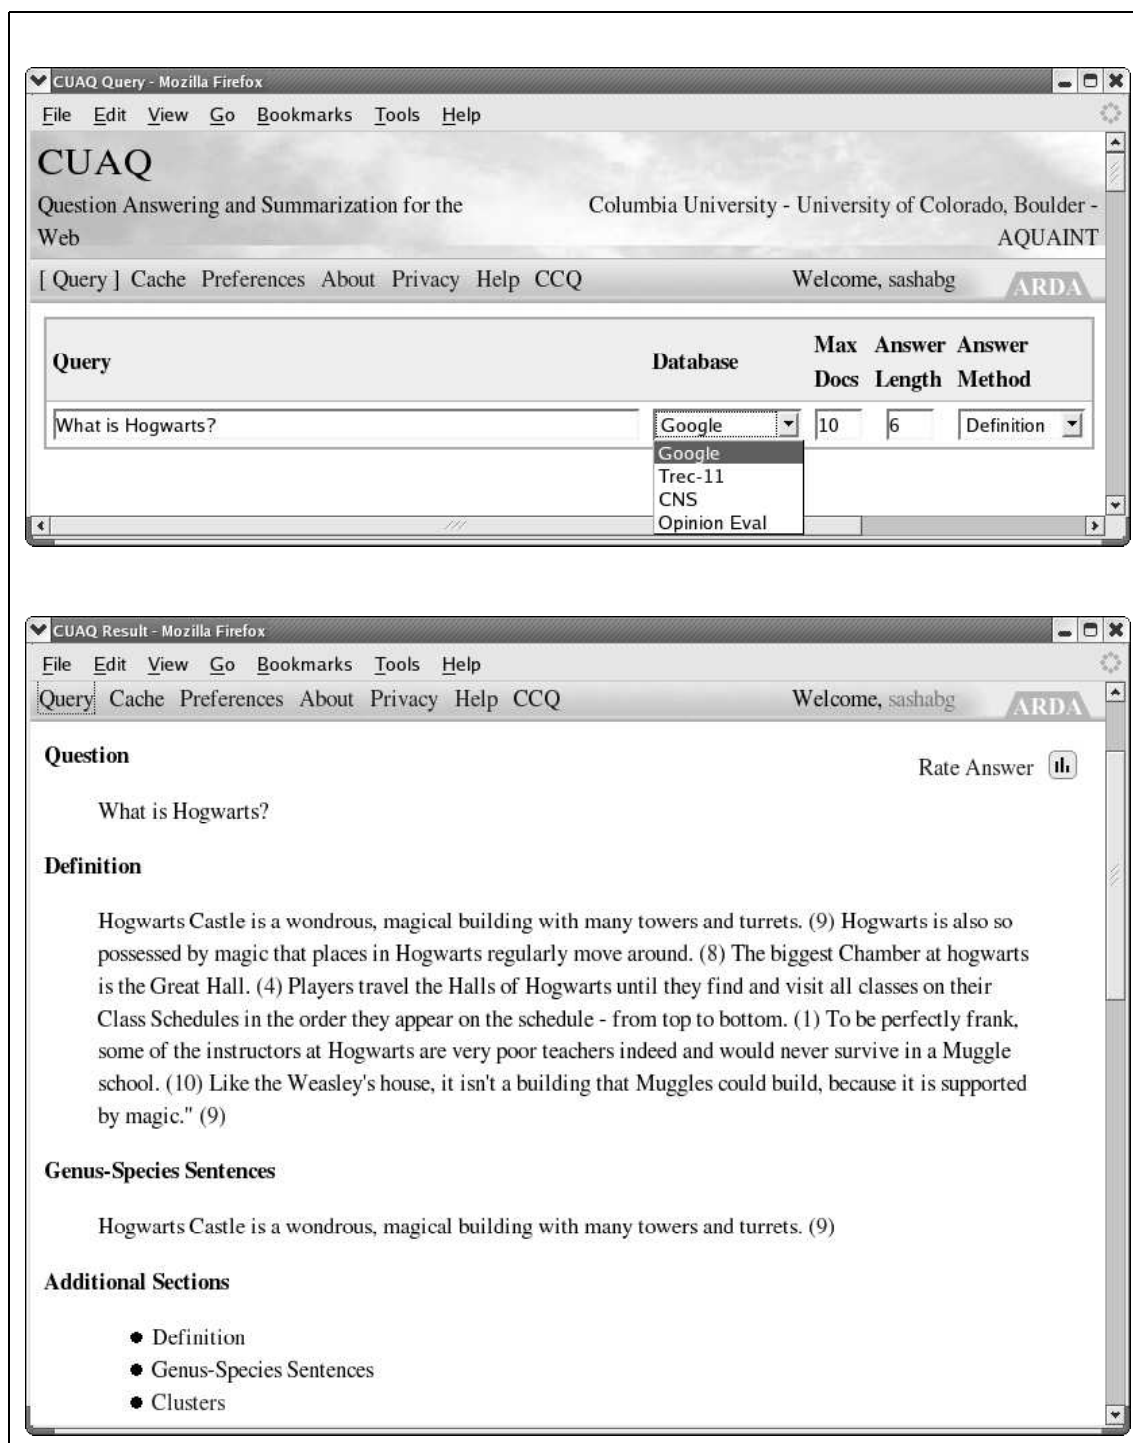 CUAQ Query - Mozilla Firefox
File Edit View Go Bookmarks Tools Help
CUAQ
Question Answering and Summarization for the
Web
Columbia University - University of Colorado, Boulder -
AQUAINT
[ Query ] Cache Preferences About Privacy Help CCQ Welcome, sashabg ARDA
Query Database Max Docs Answer Length Answer Method
What is Hogwarts? Google 10 6 Definition
Google
Trec-11
CNS
Opinion Eval
CUAQ Result - Mozilla Firefox
File Edit View Go Bookmarks Tools Help
Query Cache Preferences About Privacy Help CCQ Welcome, sashabg ARDA
Question
Rate Answer
What is Hogwarts?
Definition
Hogwarts Castle is a wondrous, magical building with many towers and turrets. (9) Hogwarts is also so
possessed by magic that places in Hogwarts regularly move around. (8) The biggest Chamber at hogwarts
is the Great Hall. (4) Players travel the Halls of Hogwarts until they find and visit all classes on their
Class Schedules in the order they appear on the schedule - from top to bottom. (1) To be perfectly frank,
some of the instructors at Hogwarts are very poor teachers indeed and would never survive in a Muggle
school. (10) Like the Weasley's house, it isn't a building that Muggles could build, because it is supported
by magic." (9)
Genus-Species Sentences
Hogwarts Castle is a wondrous, magical building with many towers and turrets. (9)
Additional Sections
● Definition
● Genus-Species Sentences
● Clusters